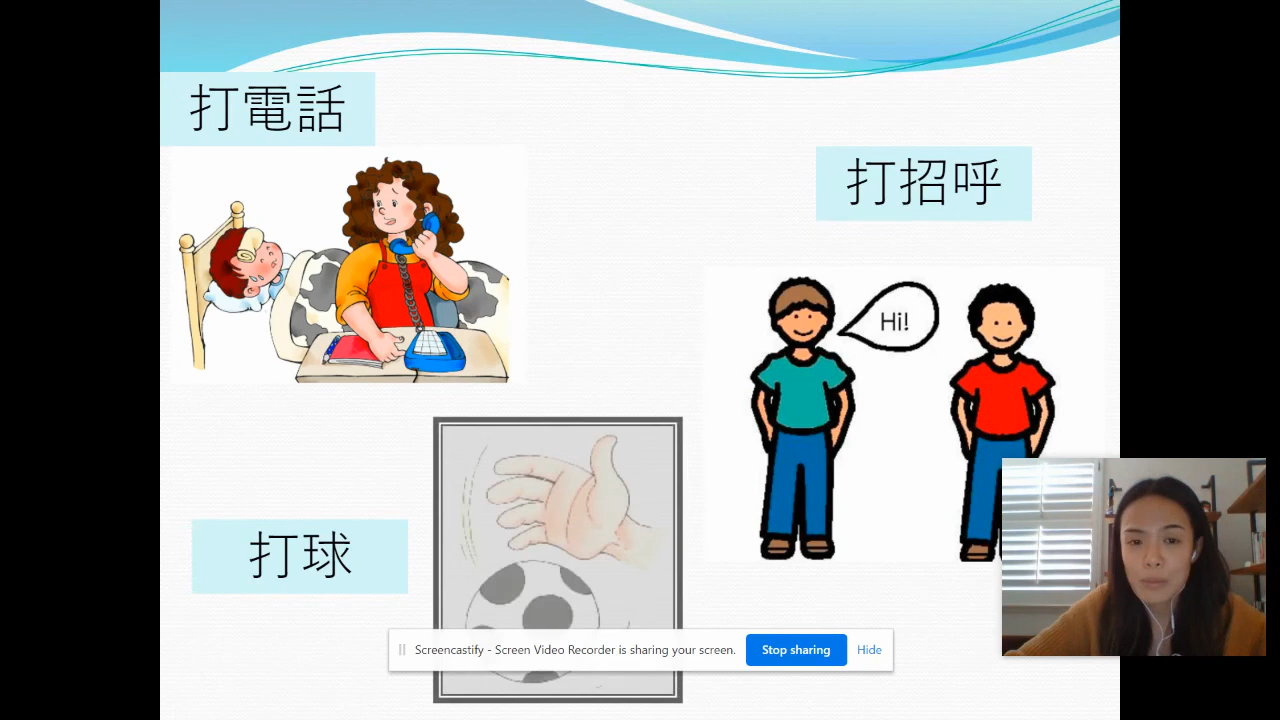 打電話
打招呼
Hi!
打球
Screencastify - Screen Video Recorder is sharing your screen.
Stop sharing
Hide